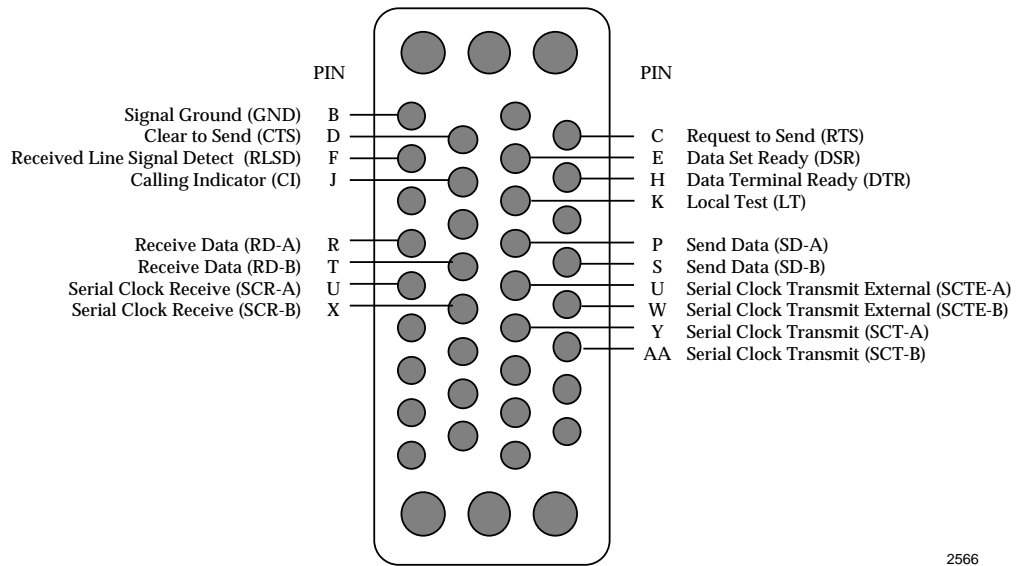 PIN
Signal Ground (GND) B
Clear to Send (CTS) D
Received Line Signal Detect (RLSD) F
Calling Indicator (CI) J
Receive Data (RD-A) R
Receive Data (RD-B) T
Serial Clock Receive (SCR-A) U
Serial Clock Receive (SCR-B) X
PIN
C Request to Send (RTS)
E Data Set Ready (DSR)
H Data Terminal Ready (DTR)
K Local Test (LT)
P Send Data (SD-A)
S Send Data (SD-B)
U Serial Clock Transmit External (SCTE-A)
W Serial Clock Transmit External (SCTE-B)
Y Serial Clock Transmit (SCT-A)
AA Serial Clock Transmit (SCT-B)
2566